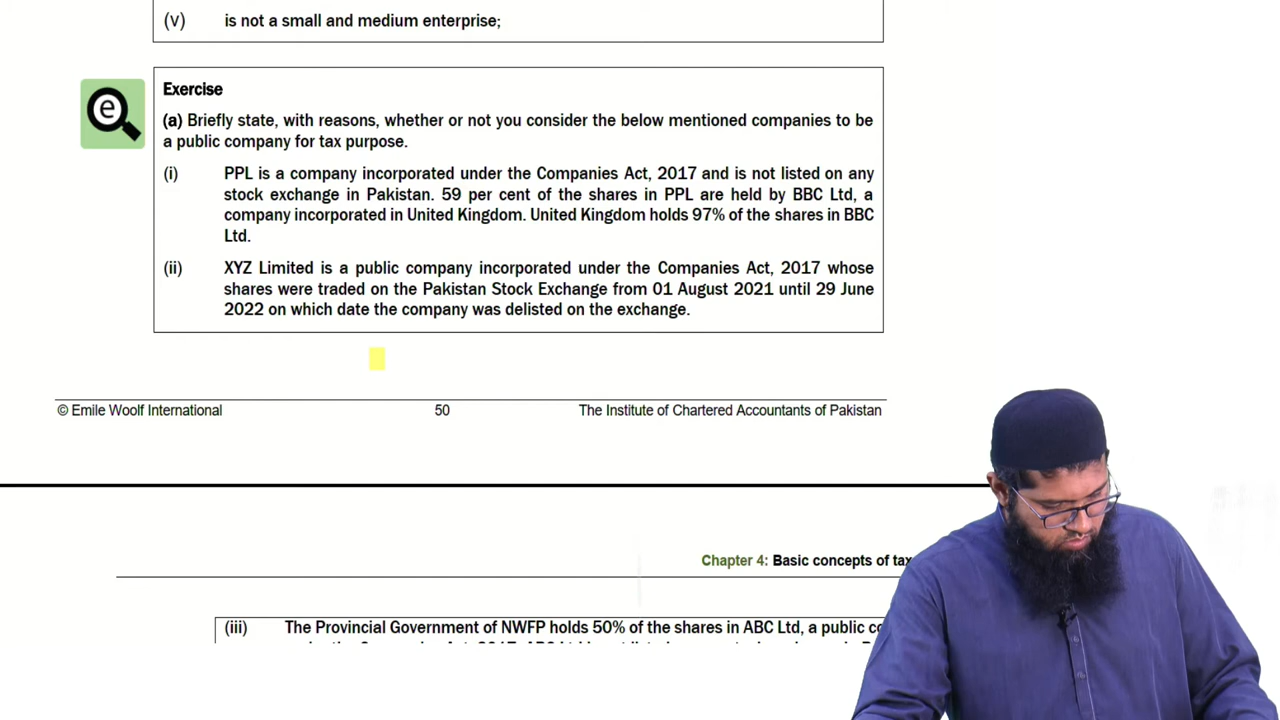 (v) is not a small and medium enterprise;
e
Exercise
(a) Briefly state, with reasons, whether or not you consider the below mentioned companies to be
a public company for tax purpose.
(i) PPL is a company incorporated under the Companies Act, 2017 and is not listed on any
stock exchange in Pakistan. 59 per cent of the shares in PPL are held by BBC Ltd, a
company incorporated in United Kingdom. United Kingdom holds 97% of the shares in BBC
Ltd.
(ii) XYZ Limited is a public company incorporated under the Companies Act, 2017 whose
shares were traded on the Pakistan Stock Exchange from 01 August 2021 until 29 June
2022 on which date the company was delisted on the exchange.
© Emile Woolf International 50 The Institute of Chartered Accountants of Pakistan
Chapter 4: Basic concepts of tax
(iii) The Provincial Government of NWFP holds 50% of the shares in ABC Ltd, a public